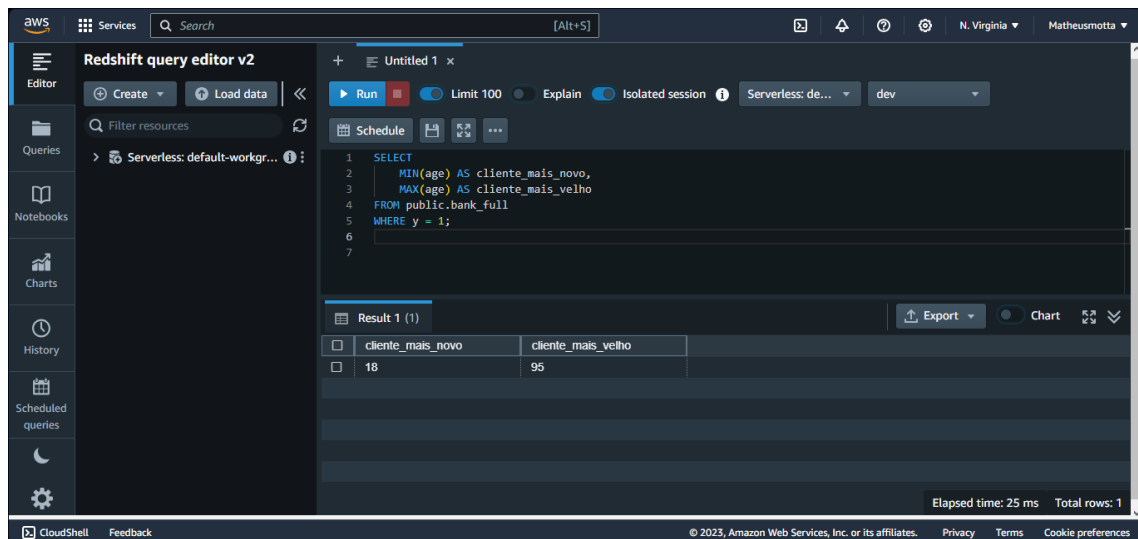 aws Services Search [Alt+S] N. Virginia Matheusmotta
Editor
Queries
Notebooks
Charts
History
Scheduled
queries
Redshift query editor v2
Create Load data
Filter resources
Serverless: default-workgr...
Untitled 1
Run Limit 100 Explain Isolated session Serverless: de... dev
Schedule
1 SELECT
2 MIN(age) AS cliente_mais_novo,
3 MAX(age) AS cliente_mais_velho
4 FROM public.bank_full
5 WHERE y = 1;
6
7
Result 1 (1) Export Chart
cliente_mais_novo cliente_mais_velho
18 95
Elapsed time: 25 ms Total rows: 1
CloudShell Feedback © 2023, Amazon Web Services, Inc. or its affiliates. Privacy Terms Cookie preferences